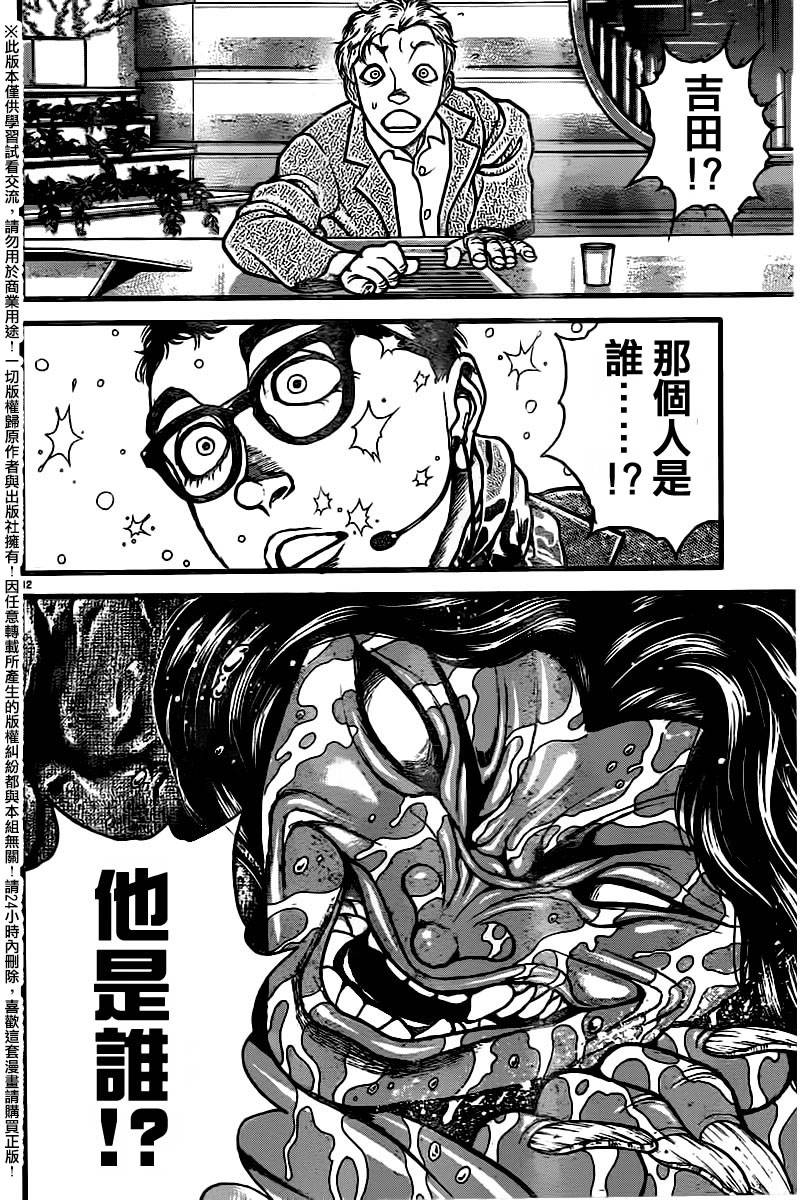 吉田!?
那個人是
誰……!?
12
他是誰!?
※此版本僅供學習試看交流，請勿用於商業用途！一切版權歸原作者與出版社擁有！因任意轉載所產生的版權糾紛都與本組無關！請24小時內刪除，喜歡這套漫畫請購買正版！